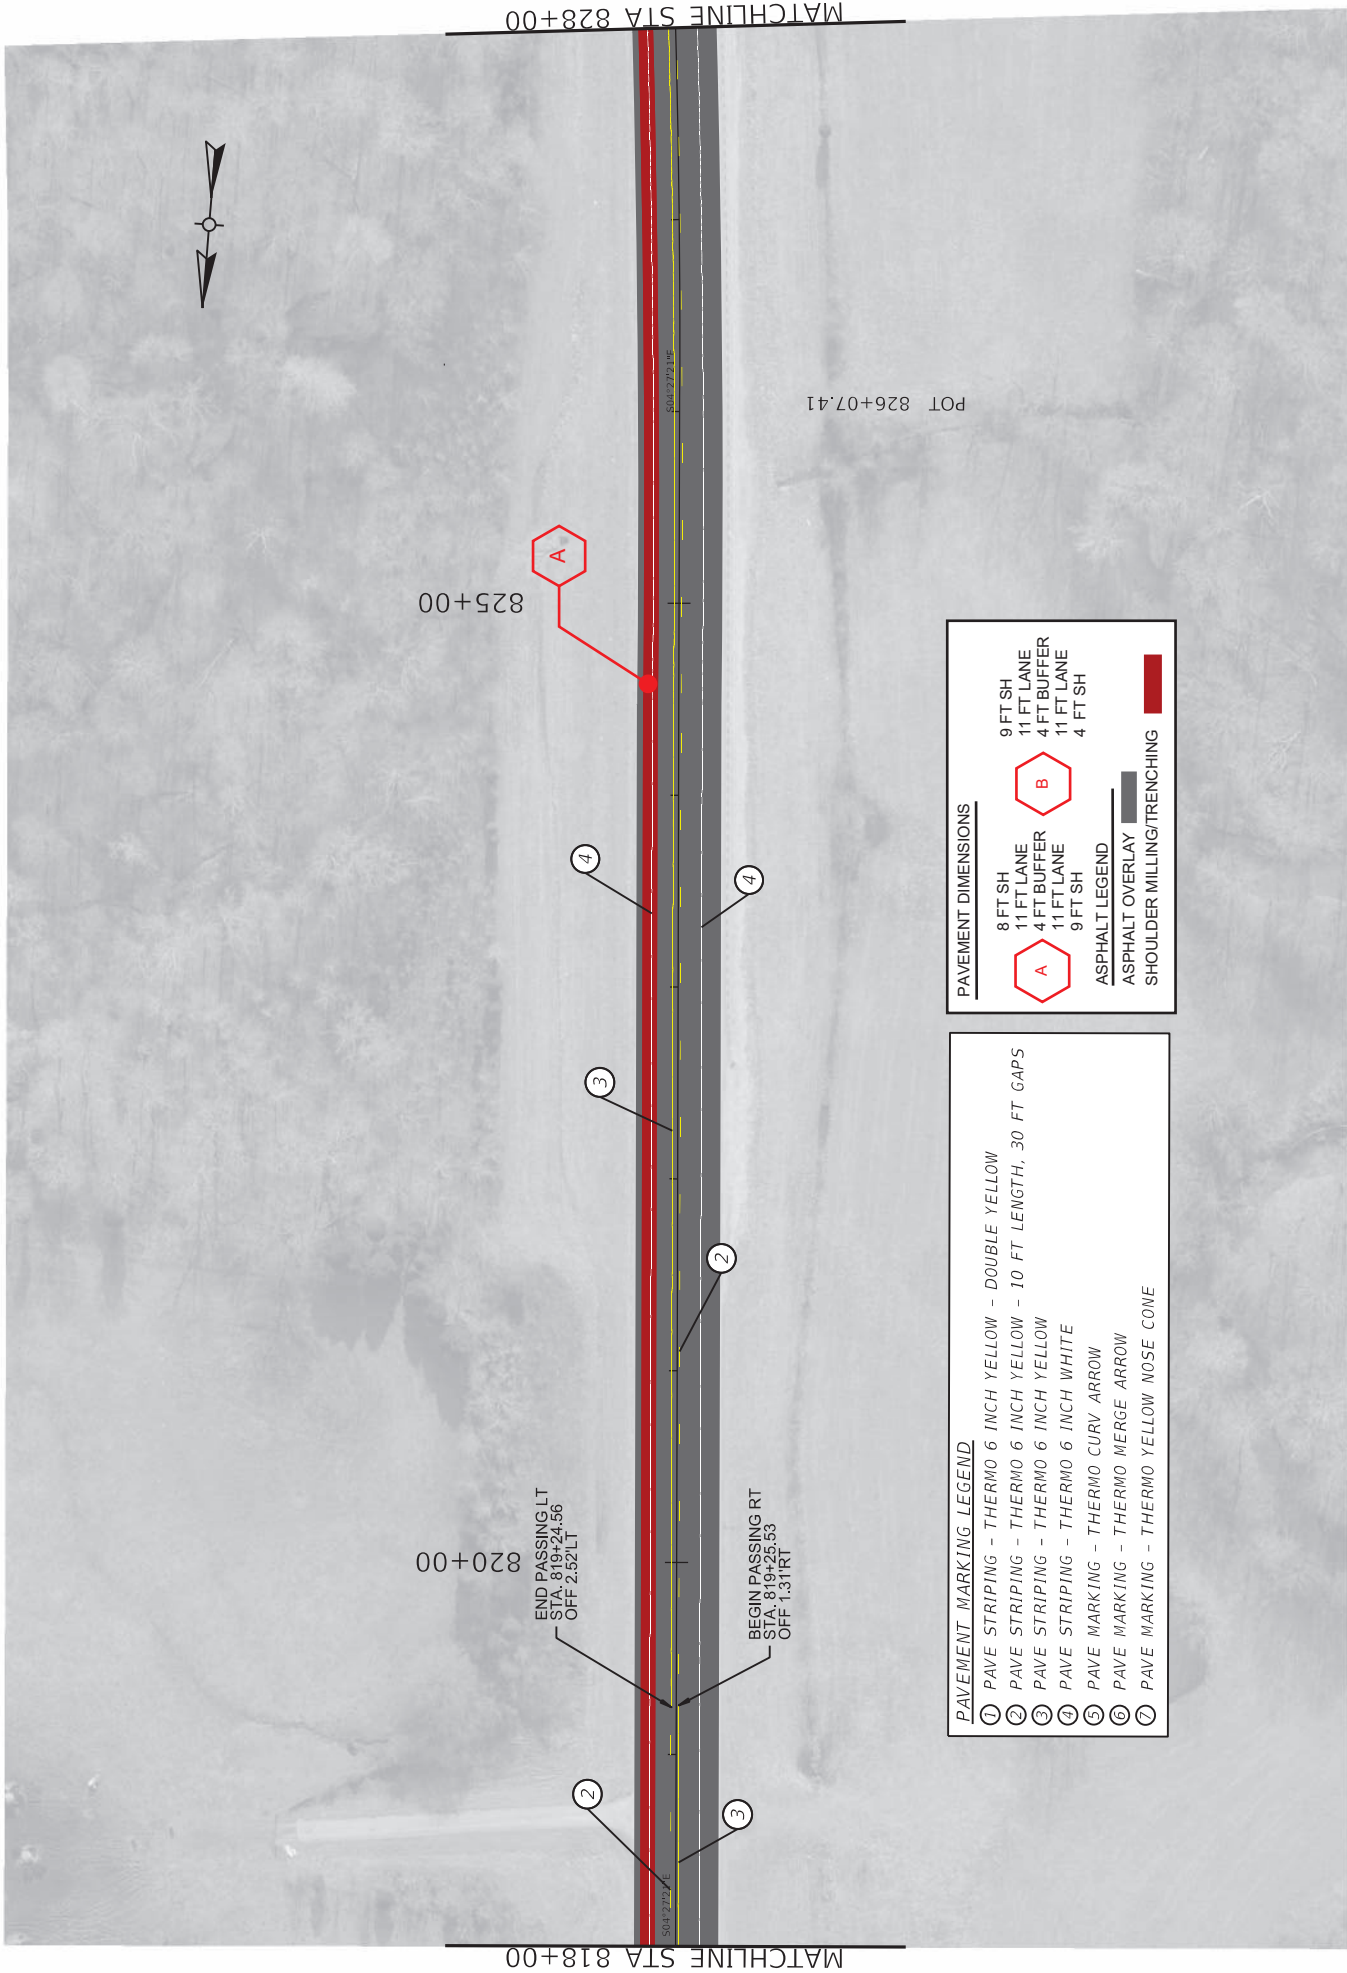 MATCHLINE STA 828+00
POT 826+07.41
S04°27'21"E
A
825+00
4
4
3
2
820+00
END PASSING LT
STA. 819+24.56
OFF 2.52'LT
BEGIN PASSING RT
STA. 819+25.53
OFF 1.31'RT
2
3
S04°27'21"E
MATCHLINE STA 818+00
PAVEMENT DIMENSIONS
A
8 FT SH
11 FT LANE
4 FT BUFFER
11 FT LANE
9 FT SH
B
9 FT SH
11 FT LANE
4 FT BUFFER
11 FT LANE
4 FT SH
ASPHALT LEGEND
ASPHALT OVERLAY
SHOULDER MILLING/TRENCHING
PAVEMENT MARKING LEGEND
1 PAVE STRIPING - THERMO 6 INCH YELLOW - DOUBLE YELLOW
2 PAVE STRIPING - THERMO 6 INCH YELLOW - 10 FT LENGTH, 30 FT GAPS
3 PAVE STRIPING - THERMO 6 INCH YELLOW
4 PAVE STRIPING - THERMO 6 INCH WHITE
5 PAVE MARKING - THERMO CURV ARROW
6 PAVE MARKING - THERMO MERGE ARROW
7 PAVE MARKING - THERMO YELLOW NOSE CONE